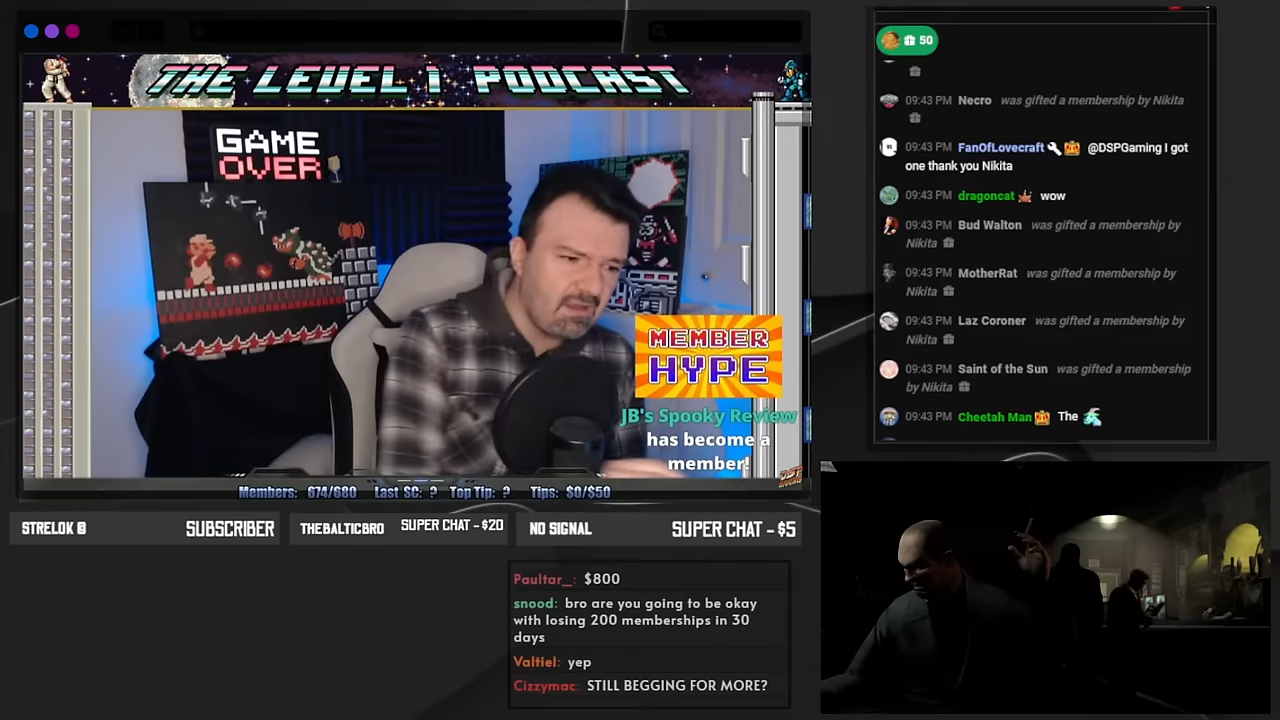 THE LEVEL 1 PODCAST
GAME
OVER
MEMBER
HYPE
JB's Spooky Review
has become a
member!
Members: 674/680 Last SC: ? Top Tip: ? Tips: $0/$50
STRELOK SUBSCRIBER
THEBALTICBRO SUPER CHAT - $20
NO SIGNAL SUPER CHAT - $5
Paultar_: $800
snood: bro are you going to be okay
with losing 200 memberships in 30
days
Valtiel: yep
Cizzymac: STILL BEGGING FOR MORE?
50
09:43 PM Necro was gifted a membership by Nikita
09:43 PM FanOfLovecraft @DSPGaming I got
one thank you Nikita
09:43 PM dragoncat wow
09:43 PM Bud Walton was gifted a membership by
Nikita
09:43 PM MotherRat was gifted a membership by
Nikita
09:43 PM Laz Coroner was gifted a membership by
Nikita
09:43 PM Saint of the Sun was gifted a membership
by Nikita
09:43 PM Cheetah Man The